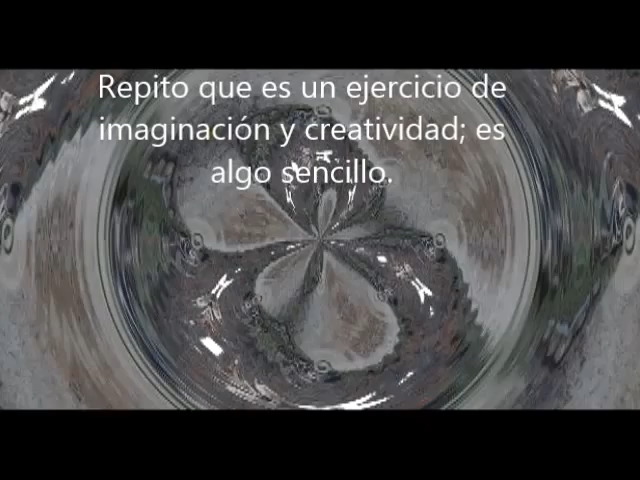 Repito que es un ejercicio de
imaginación y creatividad; es
algo sencillo.